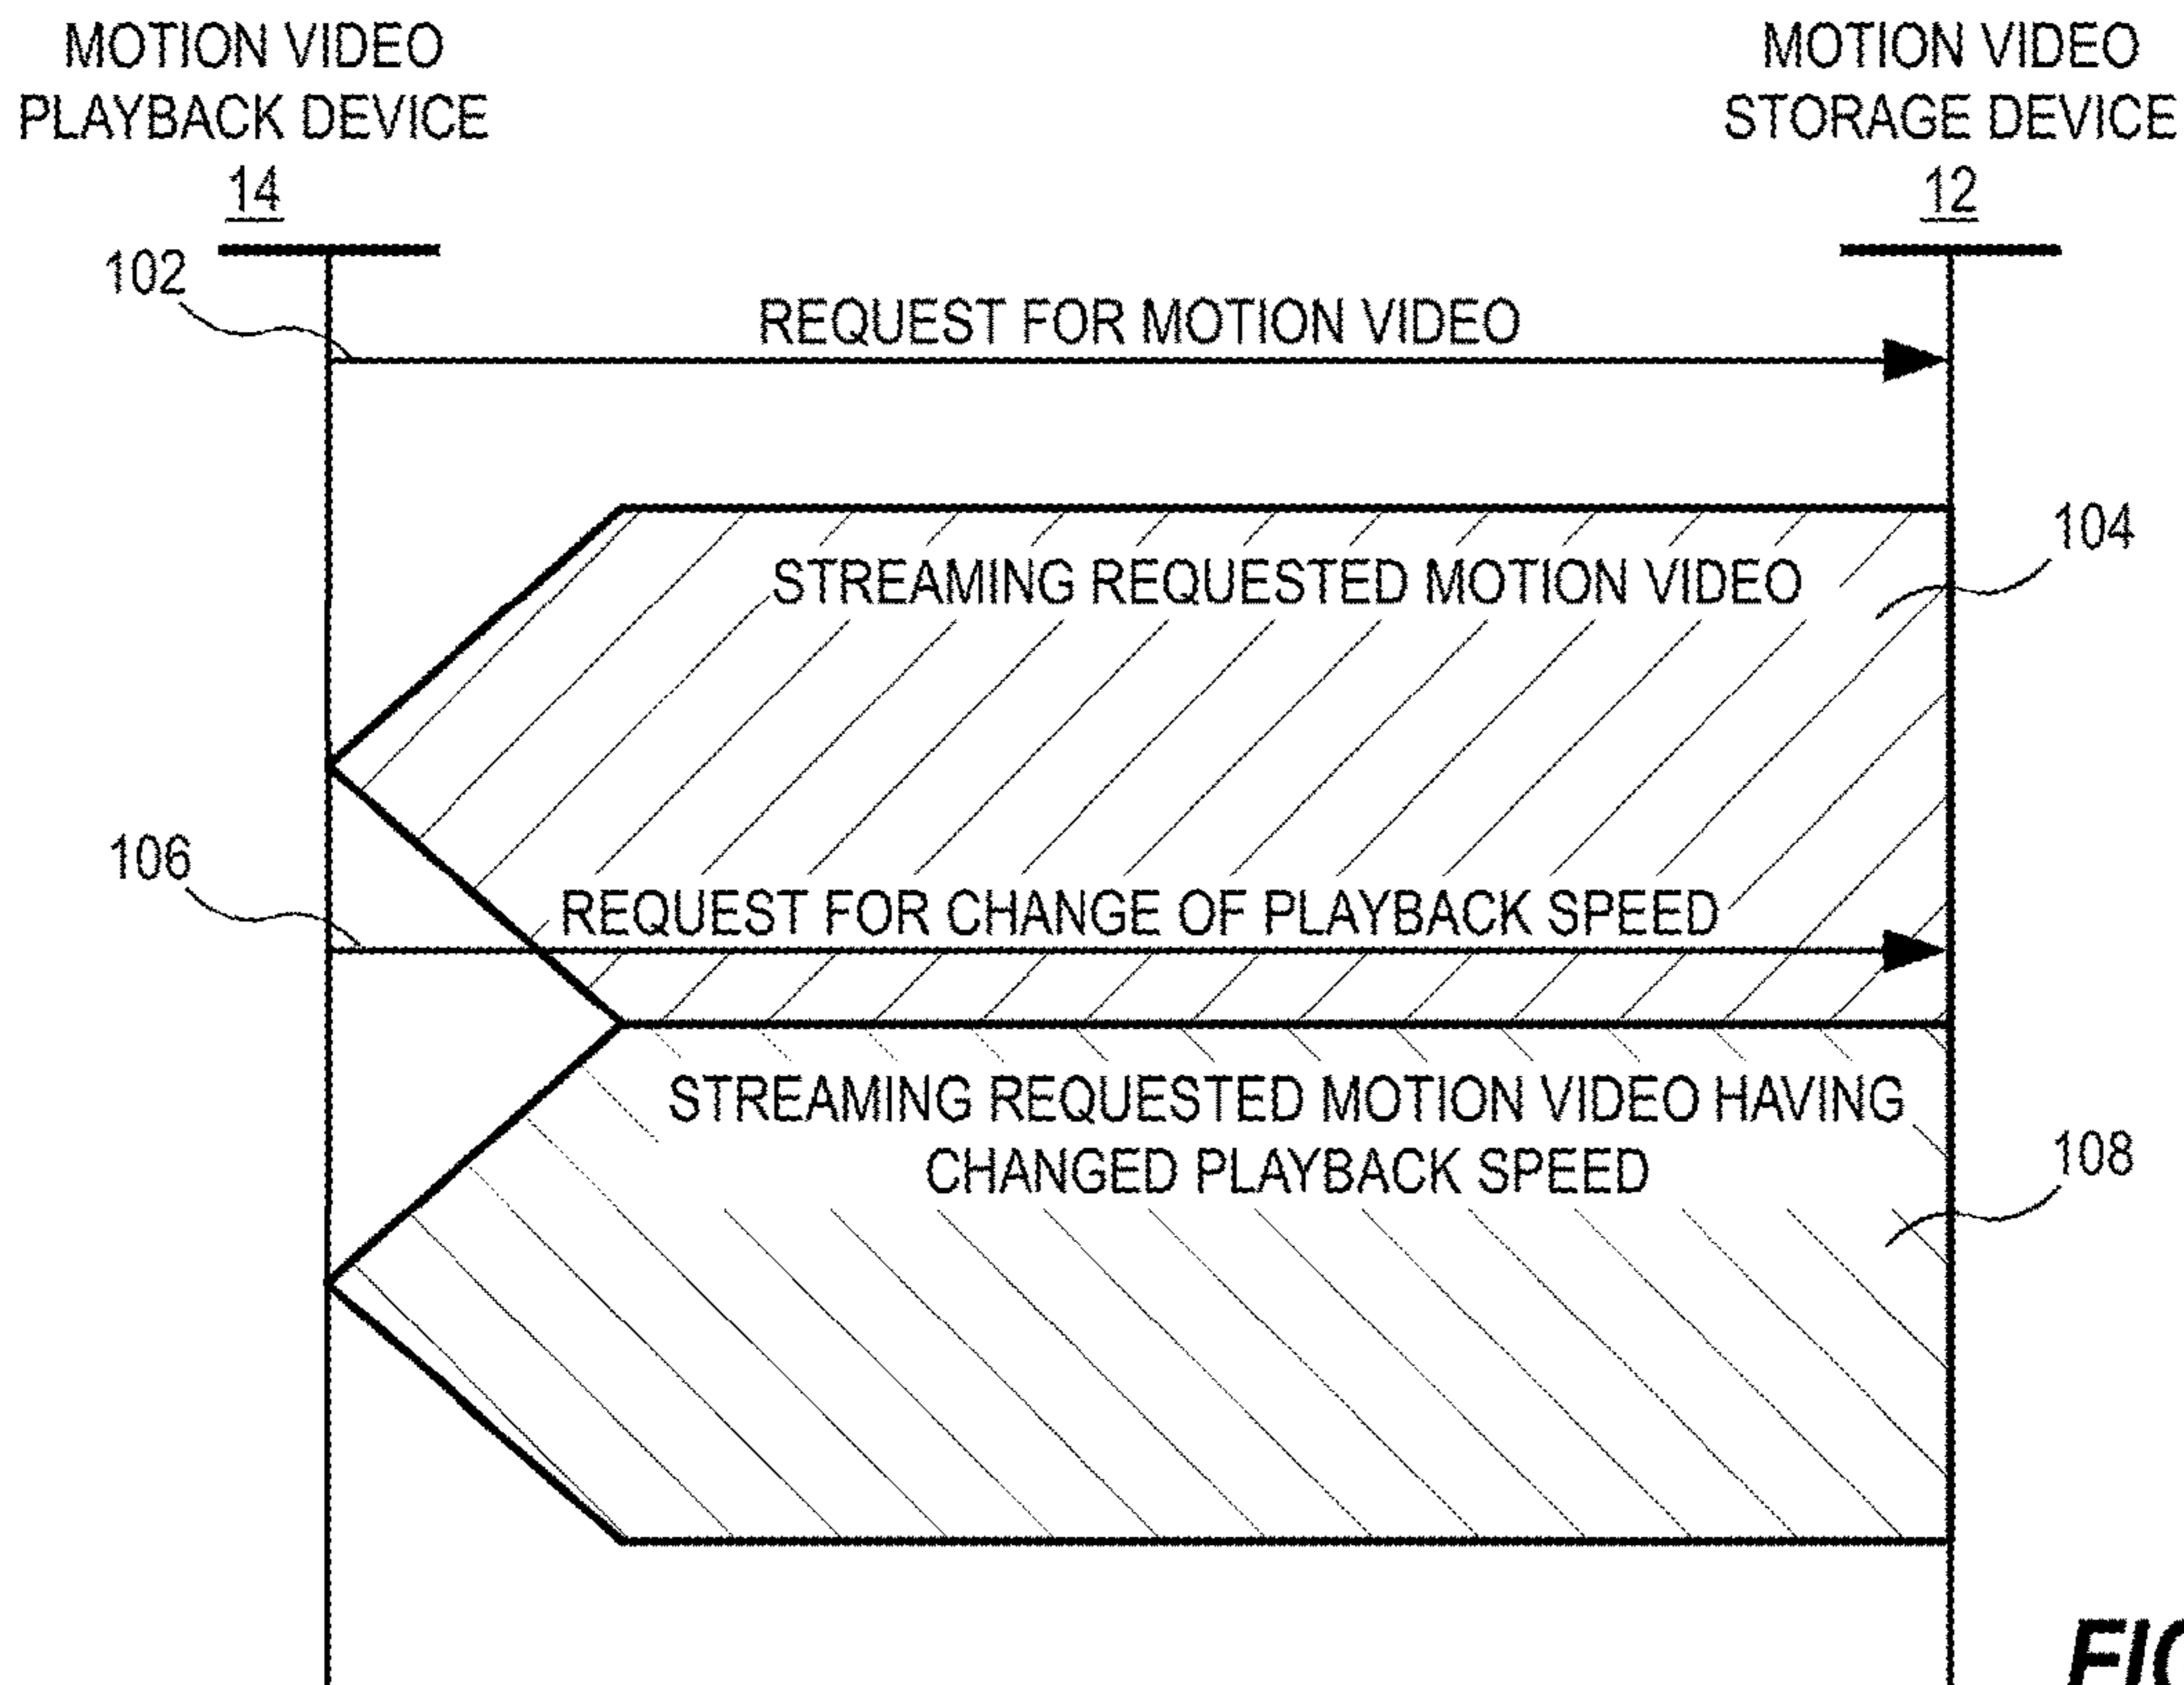 MOTION VIDEO
PLAYBACK DEVICE
14
MOTION VIDEO
STORAGE DEVICE
12
102
REQUEST FOR MOTION VIDEO
104
STREAMING REQUESTED MOTION VIDEO
106
REQUEST FOR CHANGE OF PLAYBACK SPEED
STREAMING REQUESTED MOTION VIDEO HAVING
CHANGED PLAYBACK SPEED
108